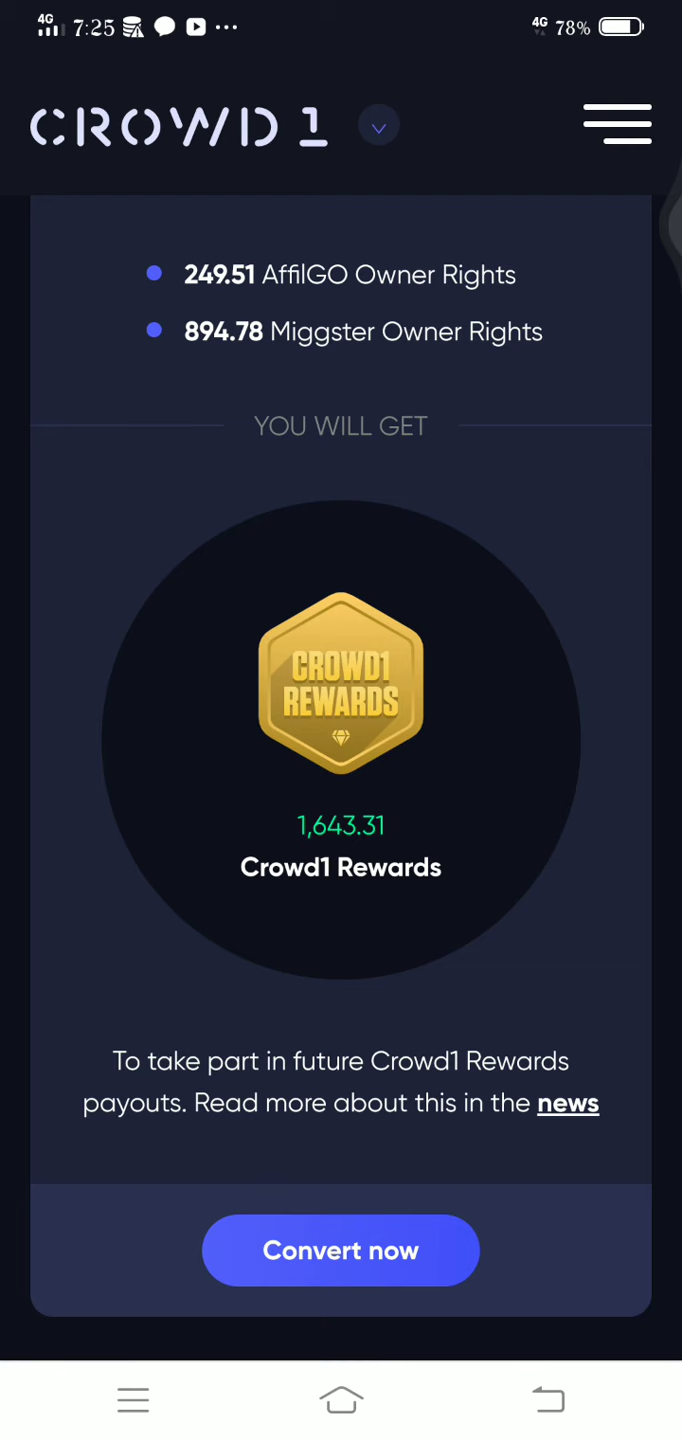 4G 7:25 4G 78%
CROWD 1
249.51 AffilGO Owner Rights
894.78 Miggster Owner Rights
YOU WILL GET
CROWD1
REWARDS
1,643.31
Crowd1 Rewards
To take part in future Crowd1 Rewards
payouts. Read more about this in the news
Convert now